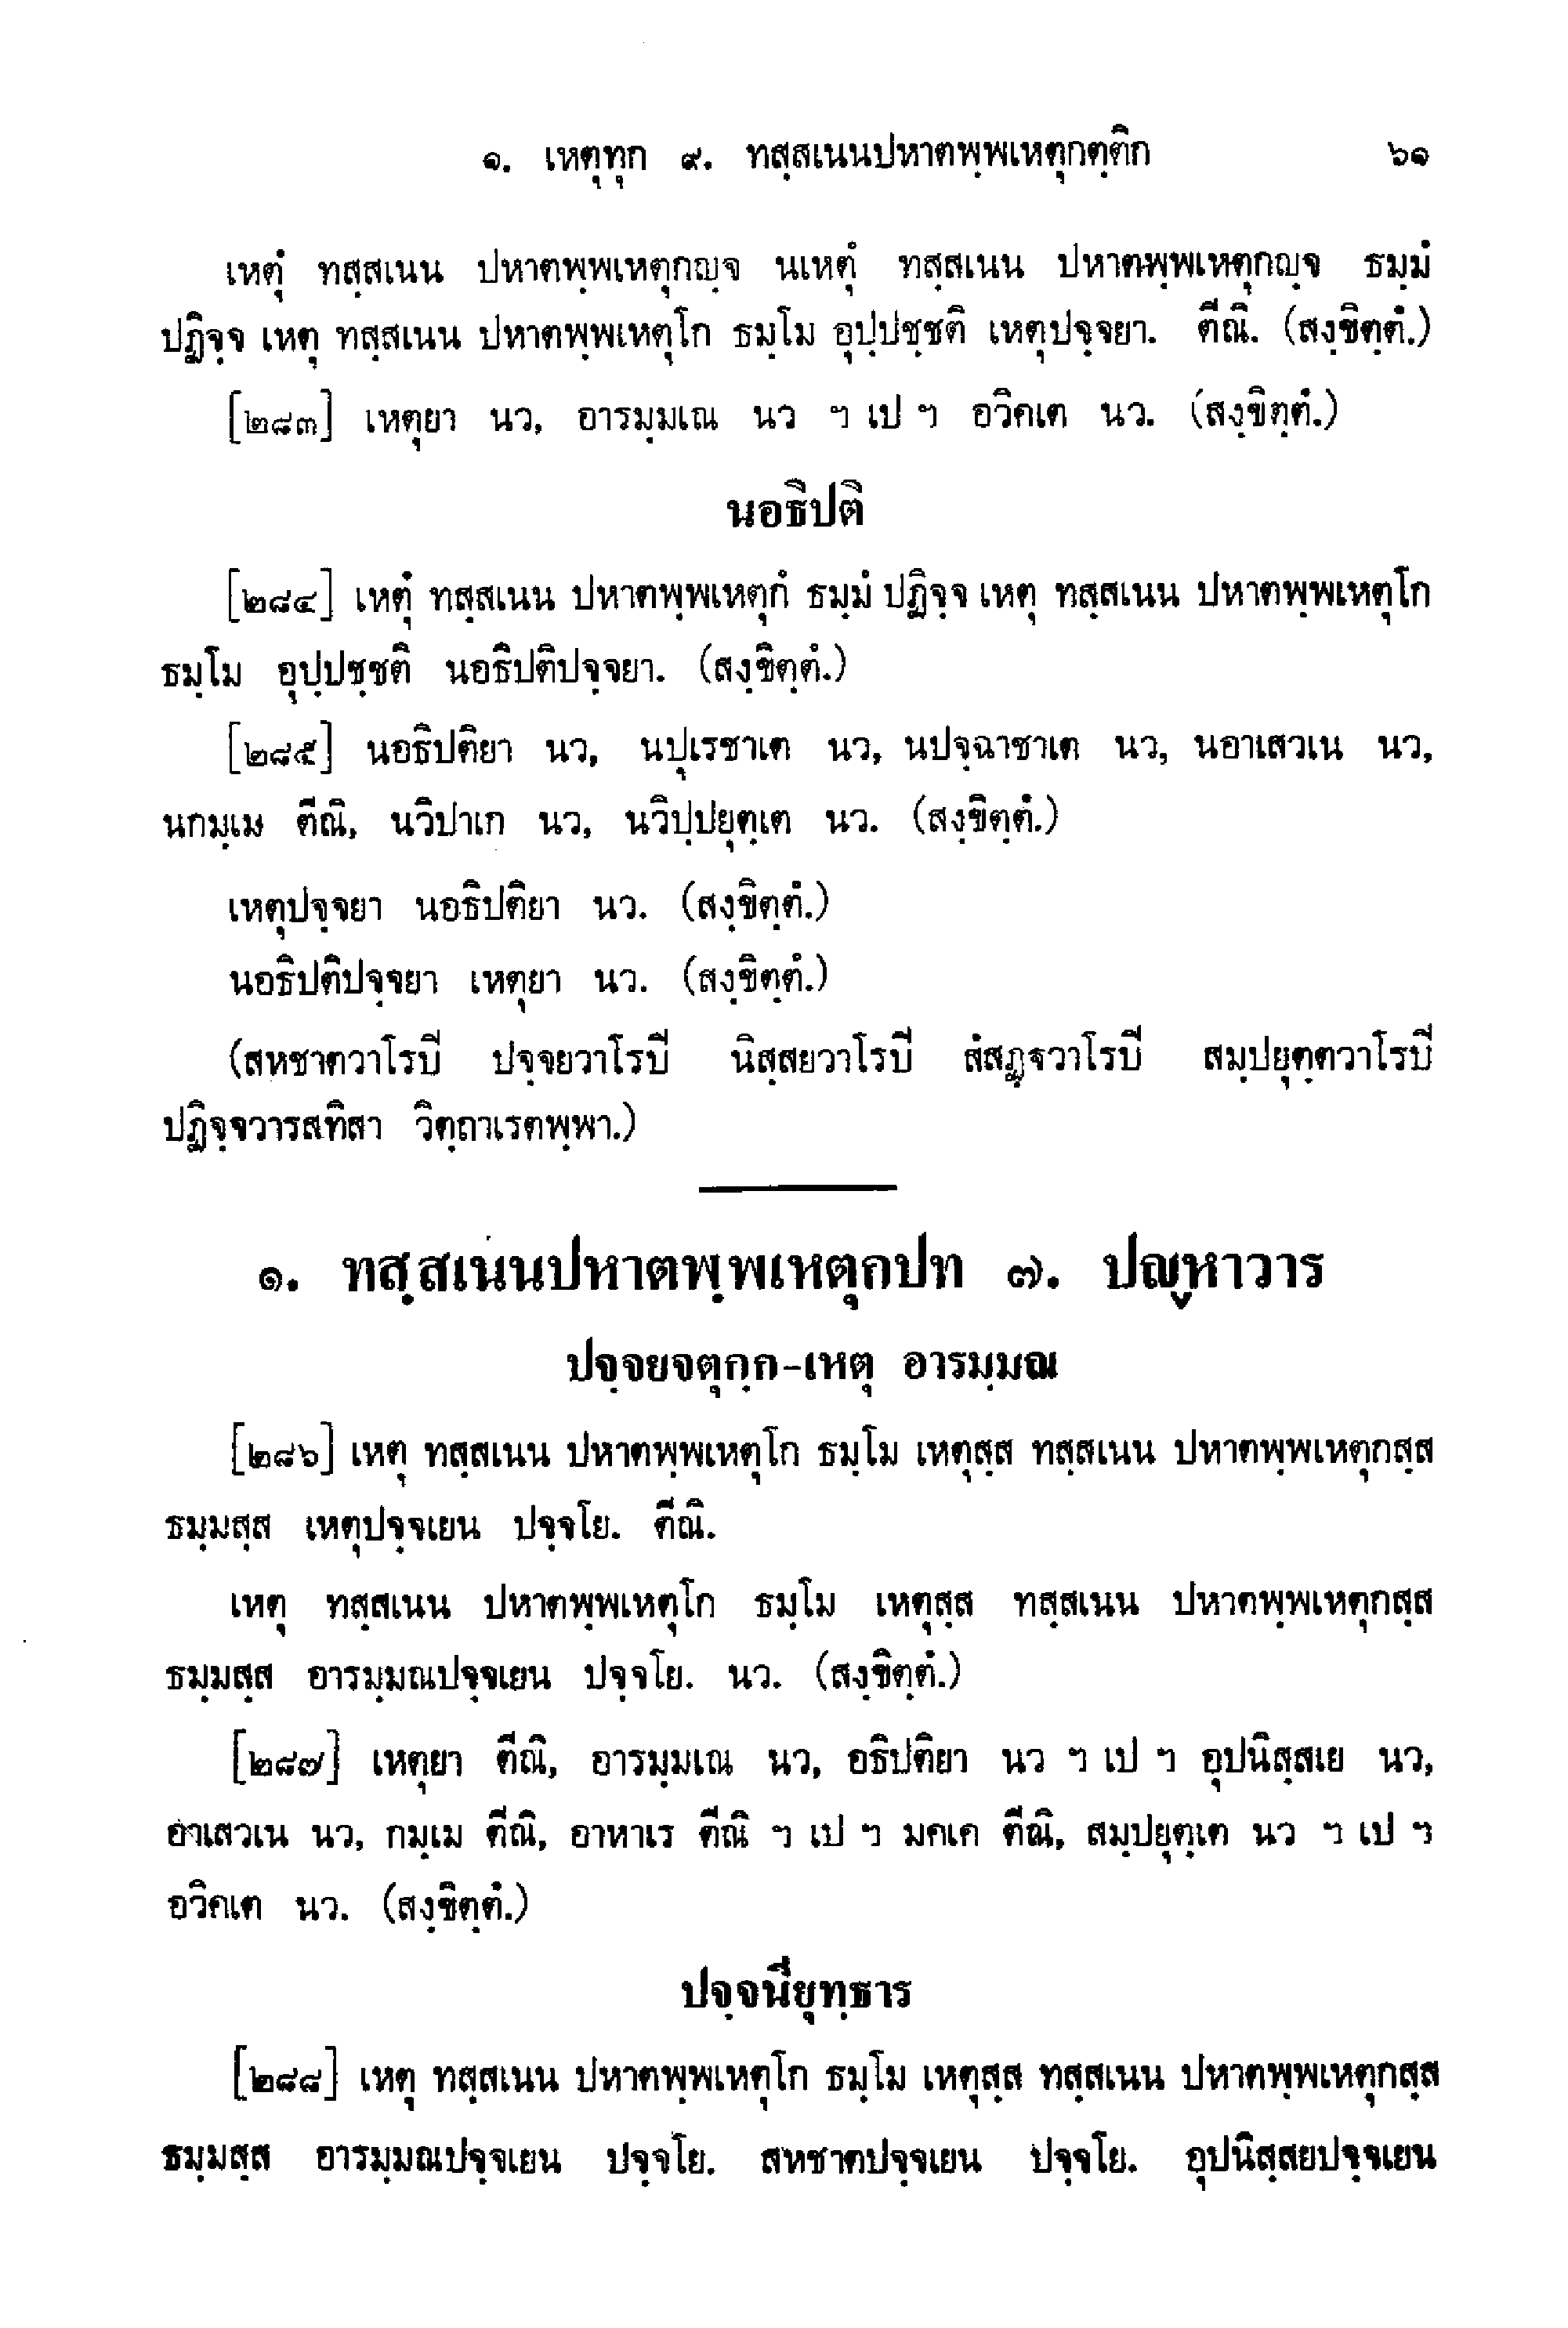 ๑. เหตุทุก ๙. ทสฺสเนนปหาตพฺพเหตุกตฺติก ๖๑
เหตุํ ทสฺสเนน ปหาตพฺพเหตุกญฺจ นเหตุํ ทสฺสเนน ปหาตพฺพเหตุกญฺจ ธมฺมํ
ปฏิจฺจ เหตุ ทสฺสเนน ปหาตพฺพเหตุโก ธมฺโม อุปฺปชฺชติ เหตุปจฺจยา. ตีณิ. (สงฺขิตฺตํ.)
[๒๘๓] เหตุยา นว, อารมฺมเณ นว ฯ เป ฯ อวิคเต นว. (สงฺขิตฺตํ.)
นอธิปติ
[๒๘๔] เหตุํ ทสฺสเนน ปหาตพฺพเหตุกํ ธมฺมํ ปฏิจฺจ เหตุ ทสฺสเนน ปหาตพฺพเหตุโก
ธมฺโม อุปฺปชฺชติ นอธิปติปจฺจยา. (สงฺขิตฺตํ.)
[๒๘๕] นอธิปติยา นว, นปุเรชาเต นว, นปจฺฉาชาเต นว, นอาเสวเน นว,
นกมฺเม ตีณิ, นวิปาเก นว, นวิปฺปยุตฺเต นว. (สงฺขิตฺตํ.)
เหตุปจฺจยา นอธิปติยา นว. (สงฺขิตฺตํ.)
นอธิปติปจฺจยา เหตุยา นว. (สงฺขิตฺตํ.)
(สหชาตวาโรปิ ปจฺจยวาโรปิ นิสฺสยวาโรปิ สํสฏฺฐวาโรปิ สมฺปยุตฺตวาโรปิ
ปฏิจฺจวารสทิสา วิตฺถาเรตพฺพา.)
๑. ทสฺสเนนปหาตพฺพเหตุกปท ๗. ปญฺหาวาร
ปจฺจยจตุกฺก-เหตุ อารมฺมณ
[๒๘๖] เหตุ ทสฺสเนน ปหาตพฺพเหตุโก ธมฺโม เหตุสฺส ทสฺสเนน ปหาตพฺพเหตุกสฺส
ธมฺมสฺส เหตุปจฺจเยน ปจฺจโย. ตีณิ.
เหตุ ทสฺสเนน ปหาตพฺพเหตุโก ธมฺโม เหตุสฺส ทสฺสเนน ปหาตพฺพเหตุกสฺส
ธมฺมสฺส อารมฺมณปจฺจเยน ปจฺจโย. นว. (สงฺขิตฺตํ.)
[๒๘๗] เหตุยา ตีณิ, อารมฺมเณ นว, อธิปติยา นว ฯ เป ฯ อุปนิสฺสเย นว,
อาเสวเน นว, กมฺเม ตีณิ, อาหาเร ตีณิ ฯ เป ฯ มคฺเค ตีณิ, สมฺปยุตฺเต นว ฯ เป ฯ
อวิคเต นว. (สงฺขิตฺตํ.)
ปจฺจนียุทฺธาร
[๒๘๘] เหตุ ทสฺสเนน ปหาตพฺพเหตุโก ธมฺโม เหตุสฺส ทสฺสเนน ปหาตพฺพเหตุกสฺส
ธมฺมสฺส อารมฺมณปจฺจเยน ปจฺจโย. สหชาตปจฺจเยน ปจฺจโย. อุปนิสฺสยปจฺจเยน